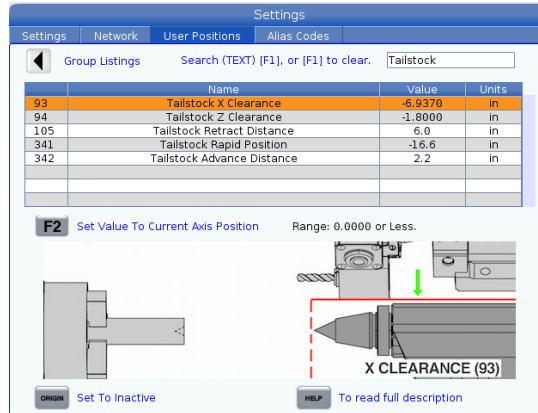 Settings
Settings Network User Positions Alias Codes
Group Listings Search (TEXT) [F1], or [F1] to clear. Tailstock
Name Value Units
93 Tailstock X Clearance -6.9370 in
94 Tailstock Z Clearance -1.8000 in
105 Tailstock Retract Distance 6.0 in
341 Tailstock Rapid Position -16.6 in
342 Tailstock Advance Distance 2.2 in
F2 Set Value To Current Axis Position Range: 0.0000 or Less.
X CLEARANCE (93)
ORIGIN Set To Inactive HELP To read full description